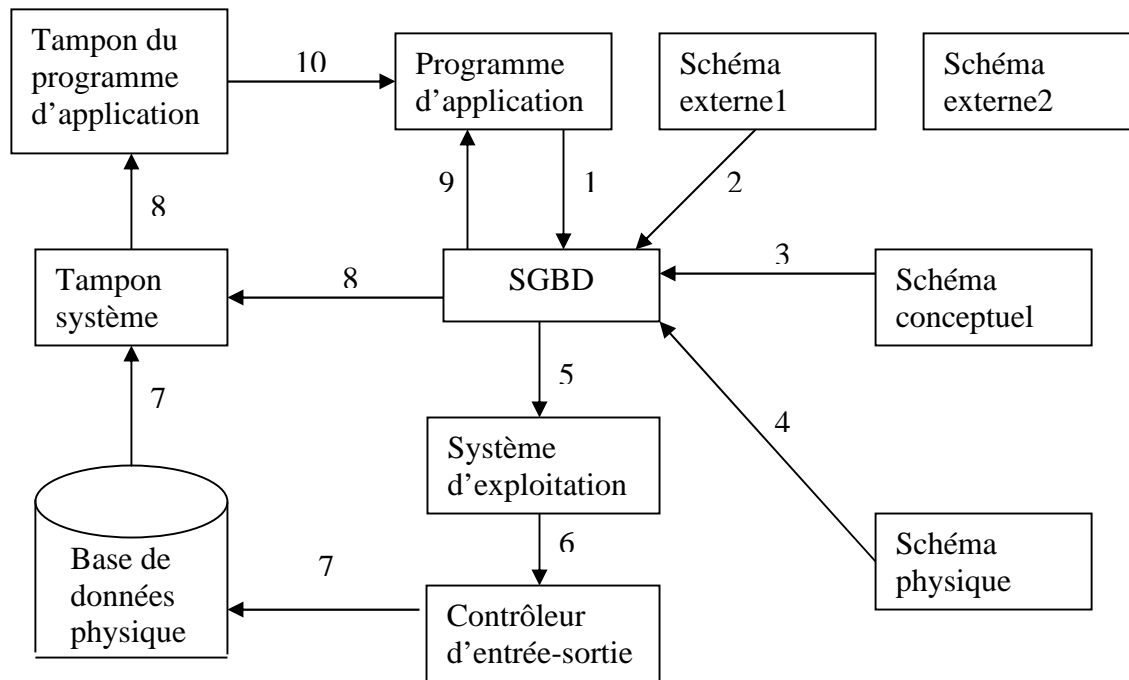 Tampon du
programme
d’application
10
Programme
d’application
Schéma
externe1
Schéma
externe2
9
1
2
8
Tampon
système
8
SGBD
3
Schéma
conceptuel
7
5
4
Système
d’exploitation
6
Schéma
physique
Base de
données
physique
7
Contrôleur
d’entrée-sortie